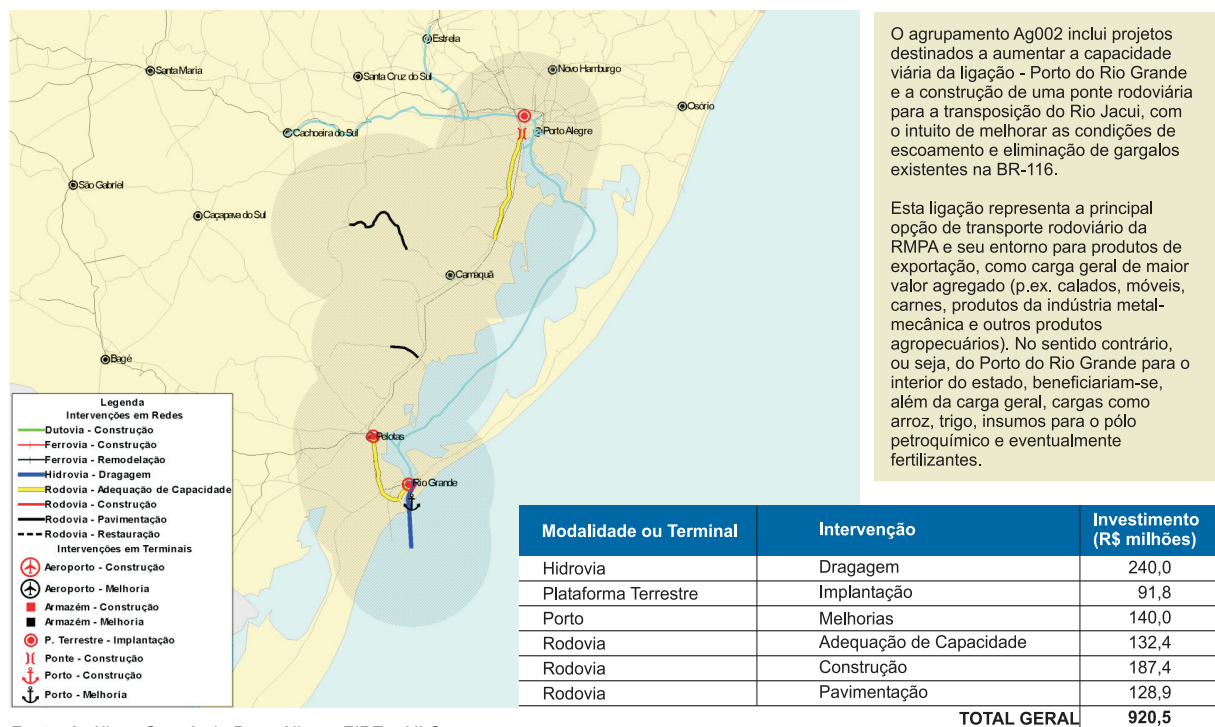 Estrela
Santa Maria
Santa Cruz do Sul
Novo Hamburgo
Osório
Cachoeira do Sul
Porto Alegre
São Gabriel
Caçapava do Sul
Camaquã
Bagé
Pelotas
Rio Grande
Legenda
Intervenções em Redes
Dutovia - Construção
Ferrovia - Construção
Ferrovia - Remodelação
Hidrovia - Dragagem
Rodovia - Adequação de Capacidade
Rodovia - Construção
Rodovia - Pavimentação
Rodovia - Restauração
Intervenções em Terminais
Aeroporto - Construção
Aeroporto - Melhoria
Armazém - Construção
Armazém - Melhoria
P. Terrestre - Implantação
Ponte - Construção
Porto - Construção
Porto - Melhoria
O agrupamento Ag002 inclui projetos
destinados a aumentar a capacidade
viária da ligação - Porto do Rio Grande
e a construção de uma ponte rodoviária
para a transposição do Rio Jacui, com
o intuito de melhorar as condições de
escoamento e eliminação de gargalos
existentes na BR-116.
Esta ligação representa a principal
opção de transporte rodoviário da
RMPA e seu entorno para produtos de
exportação, como carga geral de maior
valor agregado (p.ex. calados, móveis,
carnes, produtos da indústria metal-
mecânica e outros produtos
agropecuários). No sentido contrário,
ou seja, do Porto do Rio Grande para o
interior do estado, beneficiariam-se,
além da carga geral, cargas como
arroz, trigo, insumos para o pólo
petroquímico e eventualmente
fertilizantes.
Modalidade ou Terminal Intervenção Investimento (R$ milhões)
Hidrovia Dragagem 240,0
Plataforma Terrestre Implantação 91,8
Porto Melhorias 140,0
Rodovia Adequação de Capacidade 132,4
Rodovia Construção 187,4
Rodovia Pavimentação 128,9
TOTAL GERAL 920,5